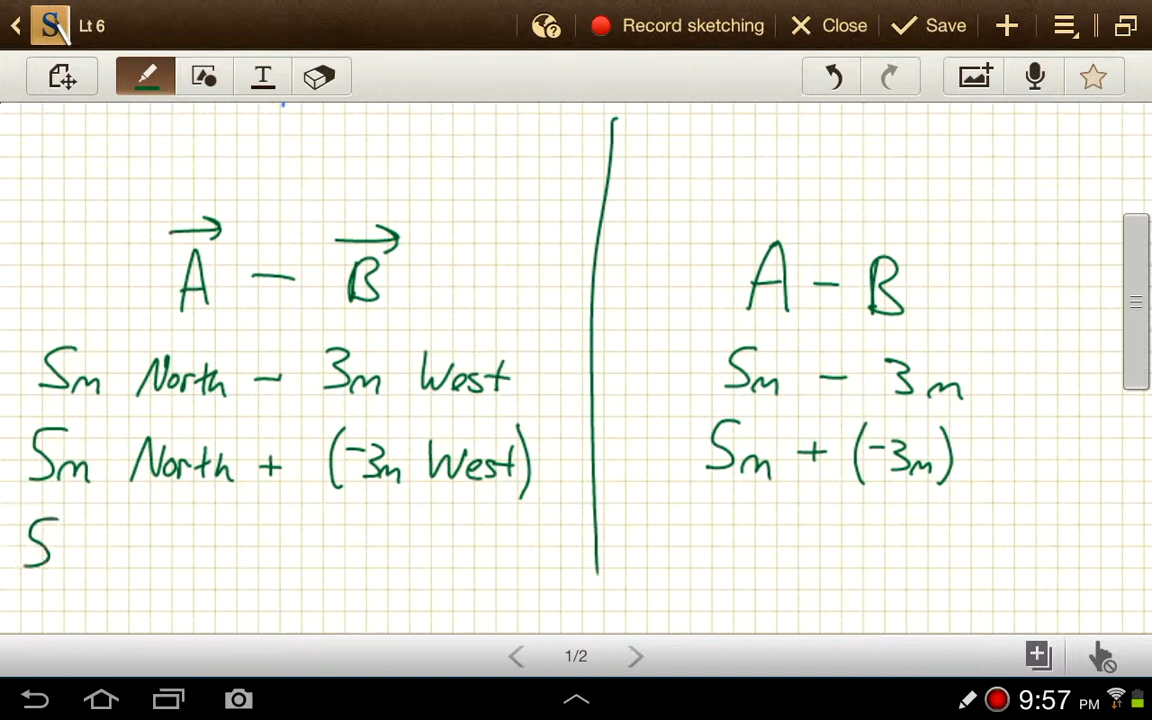 S Lt 6 Record sketching Close Save
T
A - B
5m North - 3m West
5m North + (-3m West)
5
A - B
5m - 3m
5m + (-3m)
1/2
9:57 PM